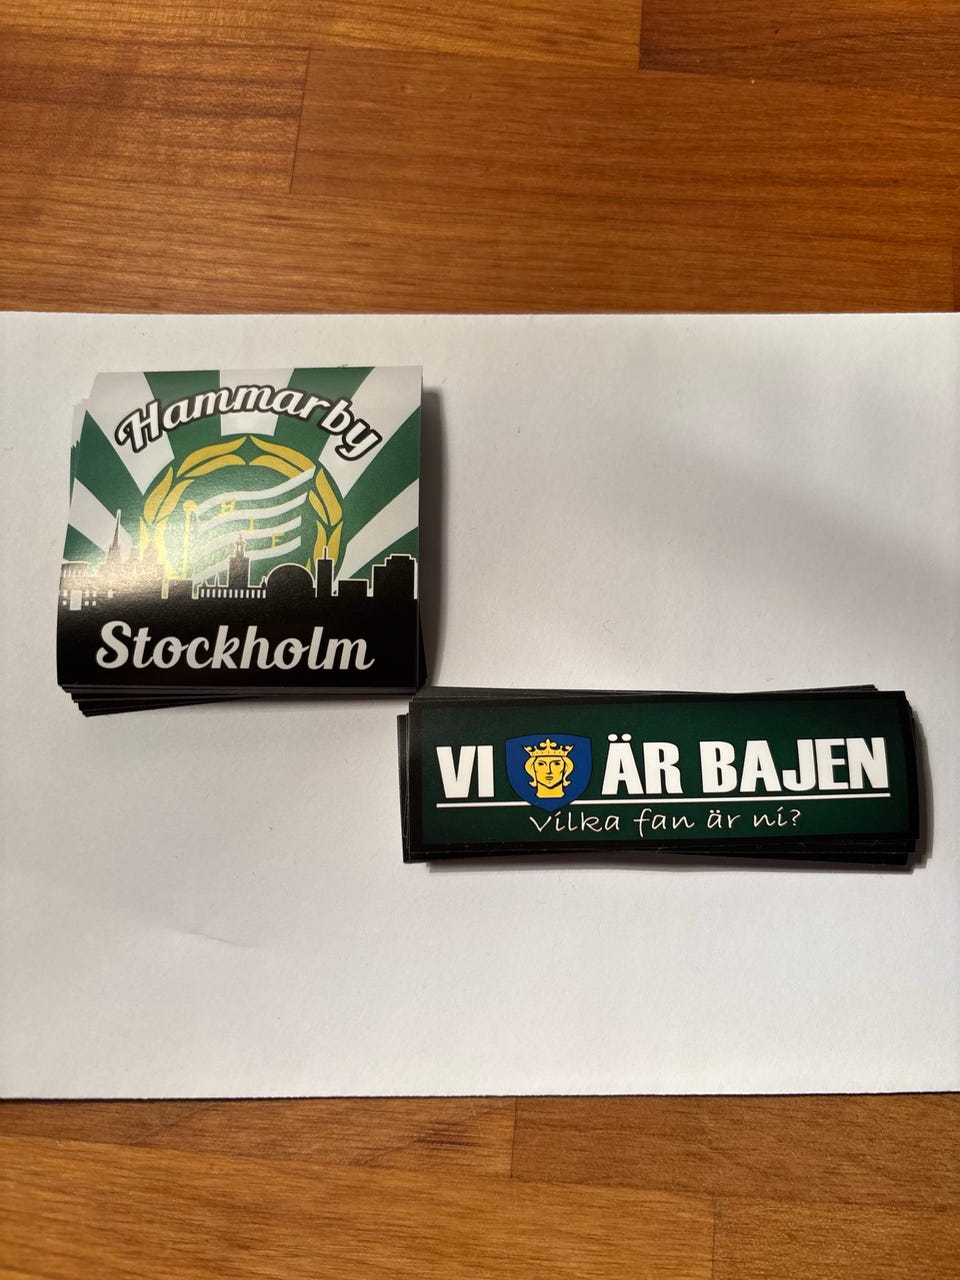 Hammarby
Stockholm
VI ÄR BAJEN
Vilka fan är ni?